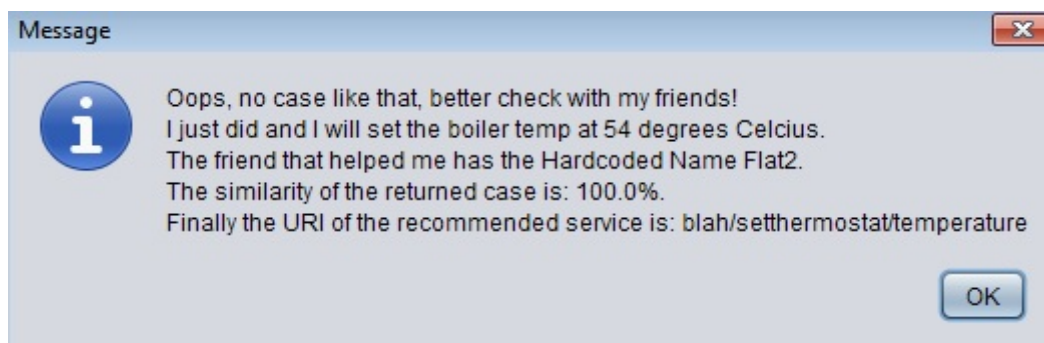 Message
Oops, no case like that, better check with my friends!
I just did and I will set the boiler temp at 54 degrees Celcius.
The friend that helped me has the Hardcoded Name Flat2.
The similarity of the returned case is: 100.0%.
Finally the URI of the recommended service is: blah/setthermostat/temperature
OK